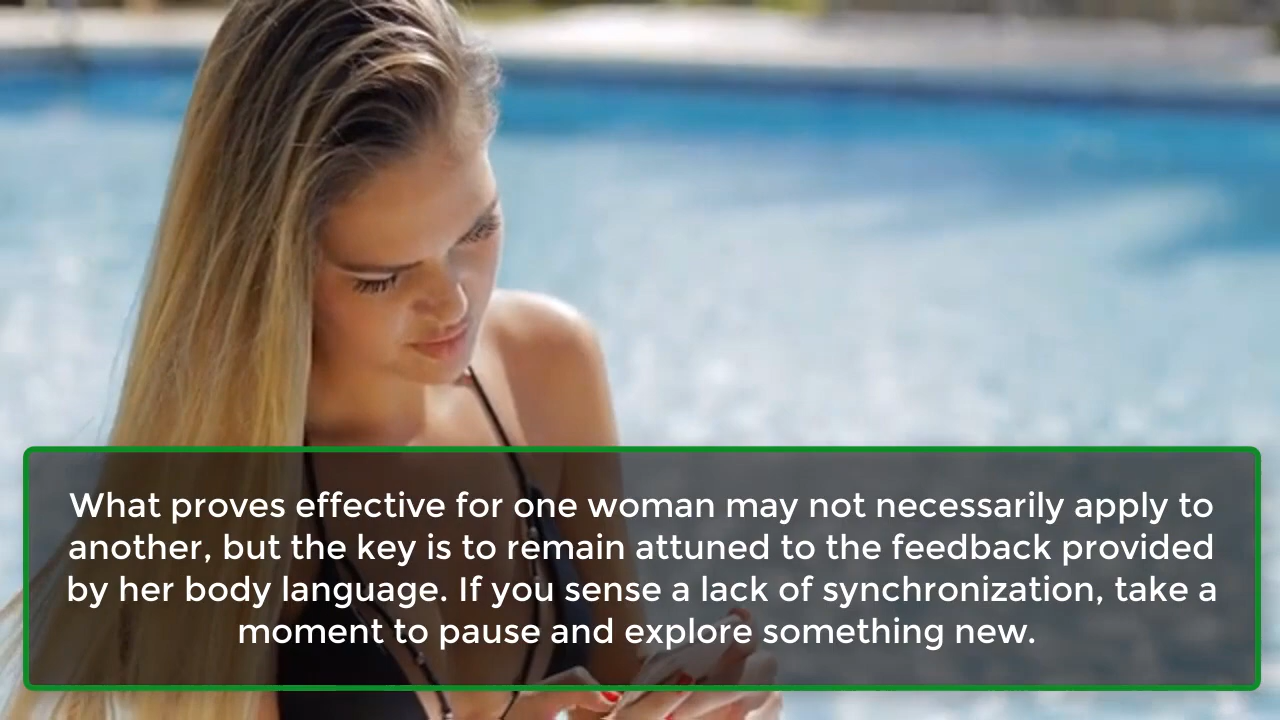 What proves effective for one woman may not necessarily apply to
another, but the key is to remain attuned to the feedback provided
by her body language. If you sense a lack of synchronization, take a
moment to pause and explore something new.